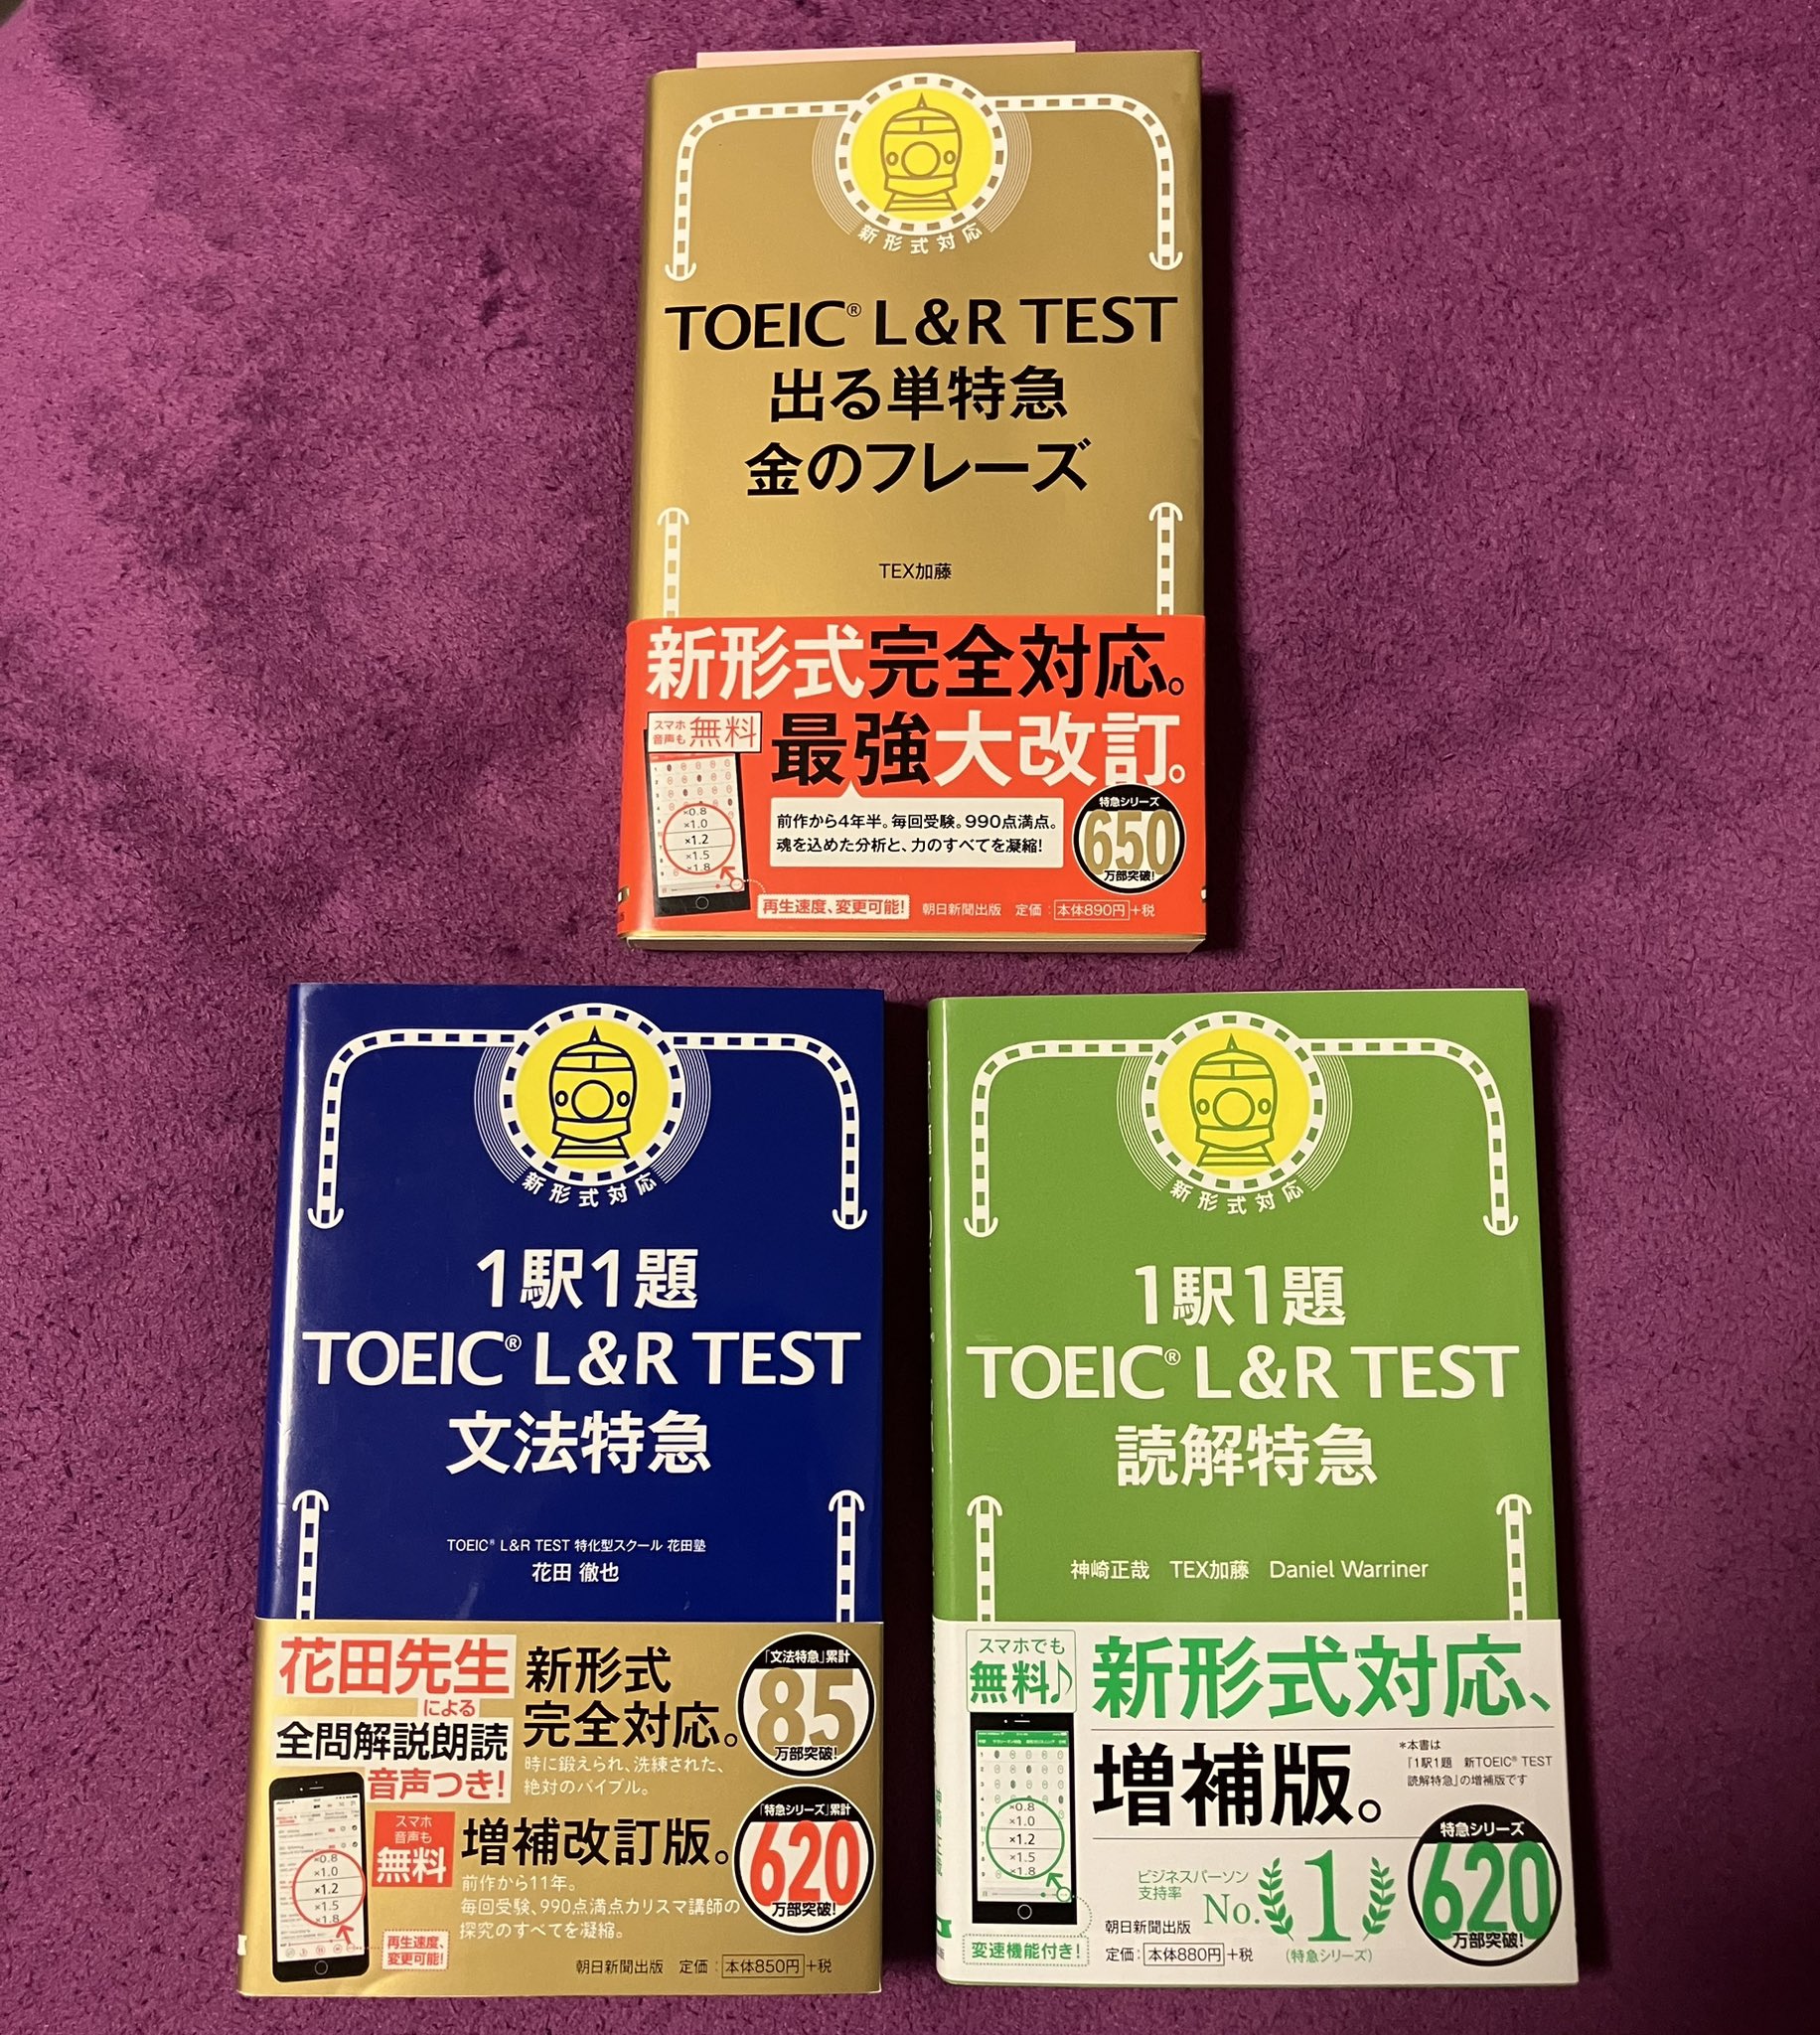 新形式対応
TOEIC® L&R TEST
出る単特急
金のフレーズ
TEX加藤
新形式完全対応。
スマホ
音声も
無料
最強大改訂。
前作から4年半。毎回受験。990点満点。
魂を込めた分析と、力のすべてを凝縮!
特急シリーズ
650
万部突破!
×0.8
×1.0
×1.2
×1.5
×1.8
再生速度、変更可能!
朝日新聞出版 定価:本体890円+税
新形式対応
1駅1題
TOEIC® L&R TEST
文法特急
TOEIC® L&R TEST 特化型スクール 花田塾
花田 徹也
花田先生
による
全問解説朗読
音声つき!
新形式
完全対応。
時に鍛えられ、洗練された、
絶対のバイブル。
「文法特急」累計
85
万部突破!
スマホ
音声も
無料
増補改訂版。
前作から11年。
毎回受験、990点満点カリスマ講師の
探究のすべてを凝縮。
「特急シリーズ」累計
620
万部突破!
×0.8
×1.0
×1.2
×1.5
×1.8
再生速度、
変更可能!
朝日新聞出版 定価:本体850円+税
新形式対応
1駅1題
TOEIC® L&R TEST
読解特急
神崎正哉 TEX加藤 Daniel Warriner
スマホでも
無料♪
新形式対応、
増補版。
*本書は
『1駅1題 新TOEIC® TEST
読解特急』の増補版です
×0.8
×1.0
×1.2
×1.5
×1.8
変速機能付き!
ビジネスパーソン
支持率
No.1
(特急シリーズ)
朝日新聞出版
定価:本体880円+税
特急シリーズ
620
万部突破!